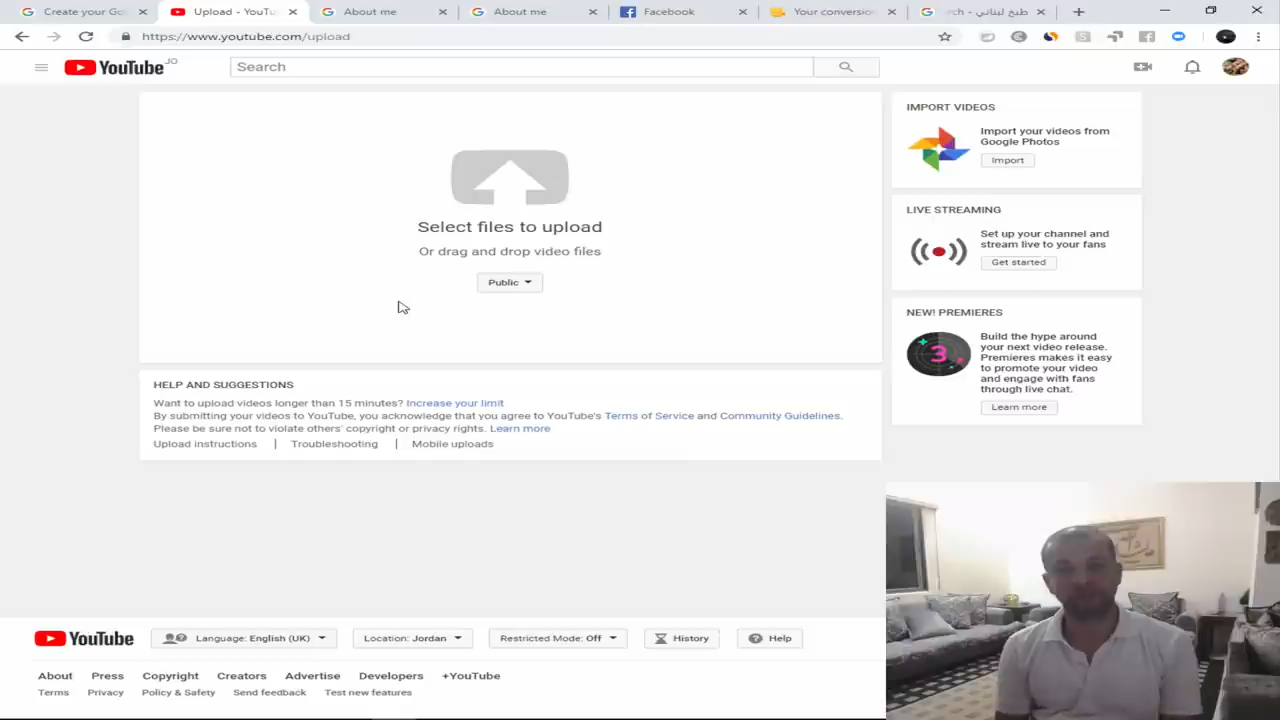 Create your Go
Upload - YouTu
About me
About me
Facebook
Your conversion
طبخ لبناني - rch
https://www.youtube.com/upload
YouTube JO
Search
Select files to upload
Or drag and drop video files
Public
IMPORT VIDEOS
Import your videos from
Google Photos
Import
LIVE STREAMING
Set up your channel and
stream live to your fans
Get started
NEW! PREMIERES
3
Build the hype around
your next video release.
Premieres makes it easy
to promote your video
and engage with fans
through live chat.
Learn more
HELP AND SUGGESTIONS
Want to upload videos longer than 15 minutes? Increase your limit
By submitting your videos to YouTube, you acknowledge that you agree to YouTube's Terms of Service and Community Guidelines.
Please be sure not to violate others' copyright or privacy rights. Learn more
Upload instructions | Troubleshooting | Mobile uploads
YouTube
Language: English (UK)
Location: Jordan
Restricted Mode: Off
History
Help
About Press Copyright Creators Advertise Developers +YouTube
Terms Privacy Policy & Safety Send feedback Test new features